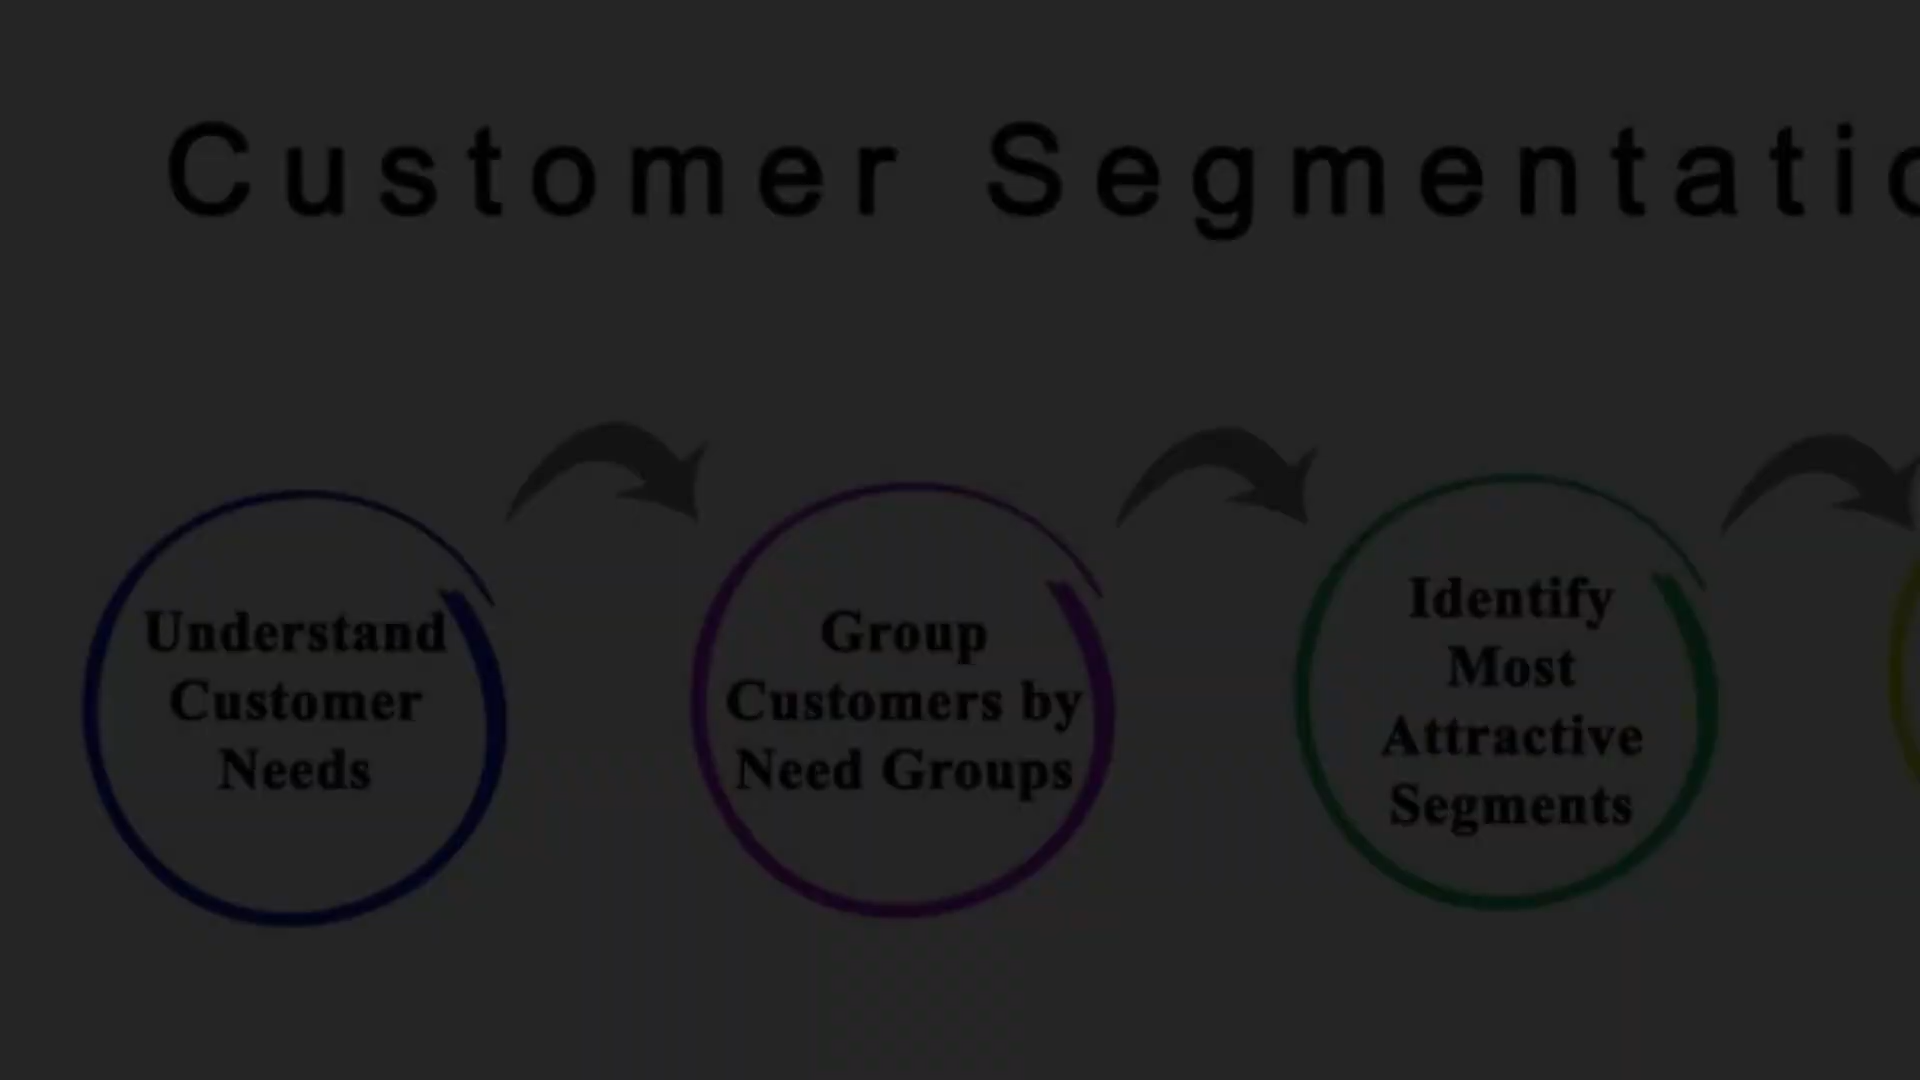 Customer Segmentatio
Understand
Customer
Needs
Group
Customers by
Need Groups
Identify
Most
Attractive
Segments